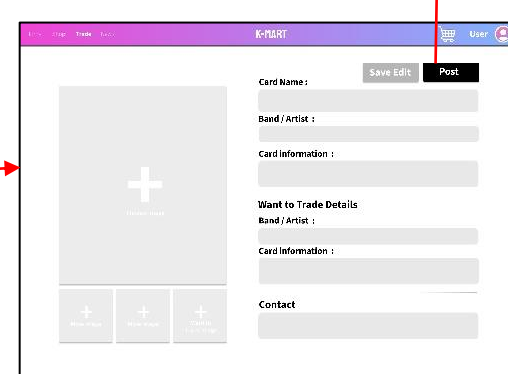 Shop Trade
K-MART
User
Save Edit Post
Card Name :
Band / Artist :
Card information :
Want to Trade Details
Band / Artist :
Card information :
Contact